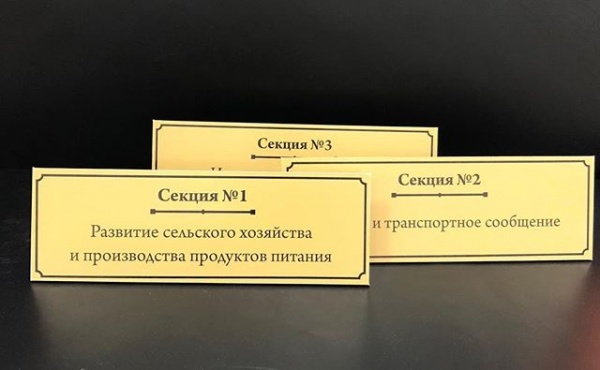 Секция №3
Секция №1
Развитие сельского хозяйства
и производства продуктов питания
Секция №2
и транспортное сообщение